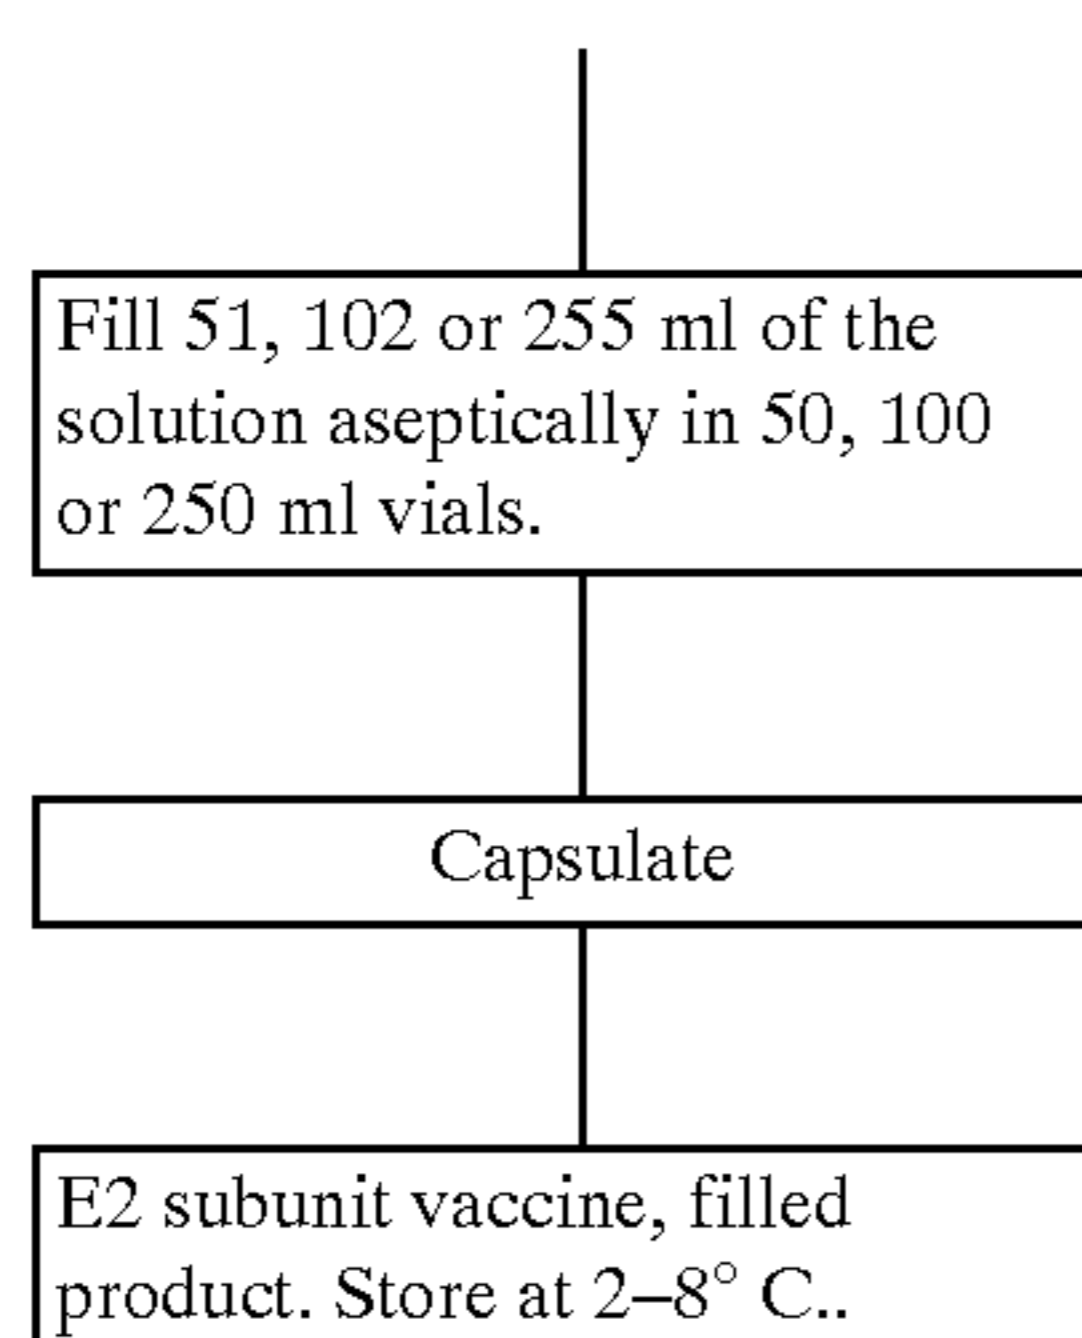 Fill 51, 102 or 255 ml of the
solution aseptically in 50, 100
or 250 ml vials.
Capsulate
E2 subunit vaccine, filled
product. Store at 2–8° C..